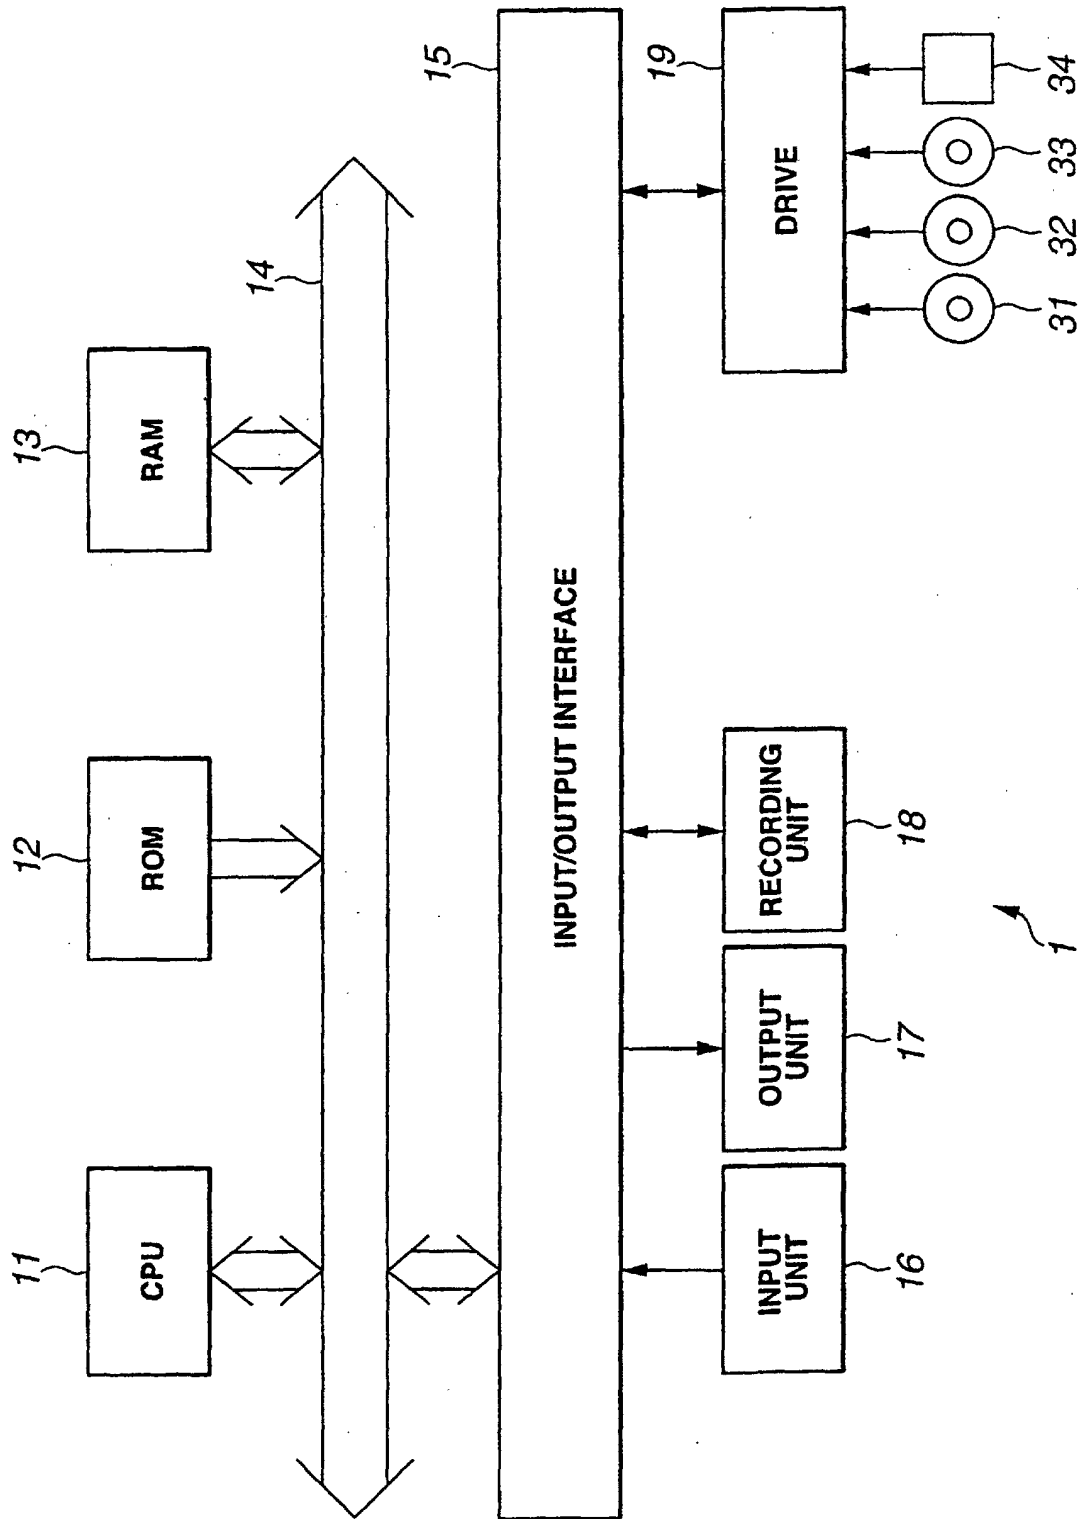 11
CPU
12
ROM
13
RAM
14
15
INPUT/OUTPUT INTERFACE
INPUT
UNIT
16
OUTPUT
UNIT
17
RECORDING
UNIT
18
19
DRIVE
31
32
33
34
1